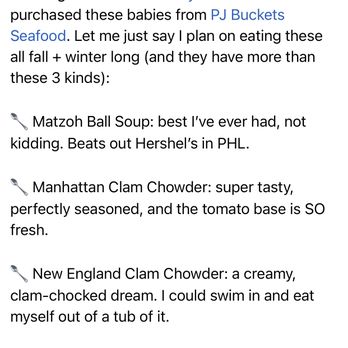 purchased these babies from PJ Buckets
Seafood. Let me just say I plan on eating these
all fall + winter long (and they have more than
these 3 kinds):
🥄 Matzoh Ball Soup: best I've ever had, not
kidding. Beats out Hershel's in PHL.
🥄 Manhattan Clam Chowder: super tasty,
perfectly seasoned, and the tomato base is SO
fresh.
🥄 New England Clam Chowder: a creamy,
clam-chocked dream. I could swim in and eat
myself out of a tub of it.